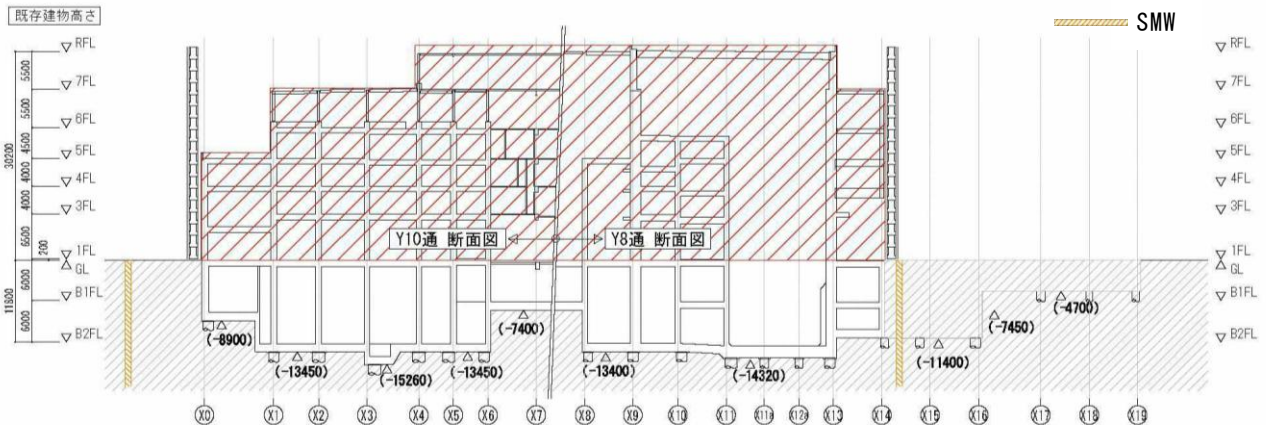 既存建物高さ
SMW
RFL
7FL
6FL
5FL
4FL
3FL
1FL
GL
B1FL
B2FL
5500
5500
4500
4000
4000
5500
200
30200
6000
6000
11800
RFL
7FL
6FL
5FL
4FL
3FL
1FL
GL
B1FL
B2FL
Y10通 断面図
Y8通 断面図
(-8900)
(-13450)
(-15260)
(-13450)
(-7400)
(-13400)
(-14320)
(-11400)
(-7450)
(-4700)
X0
X1
X2
X3
X4
X5
X6
X7
X8
X9
X10
X11
X11a
X12a
X13
X14
X15
X16
X17
X18
X19